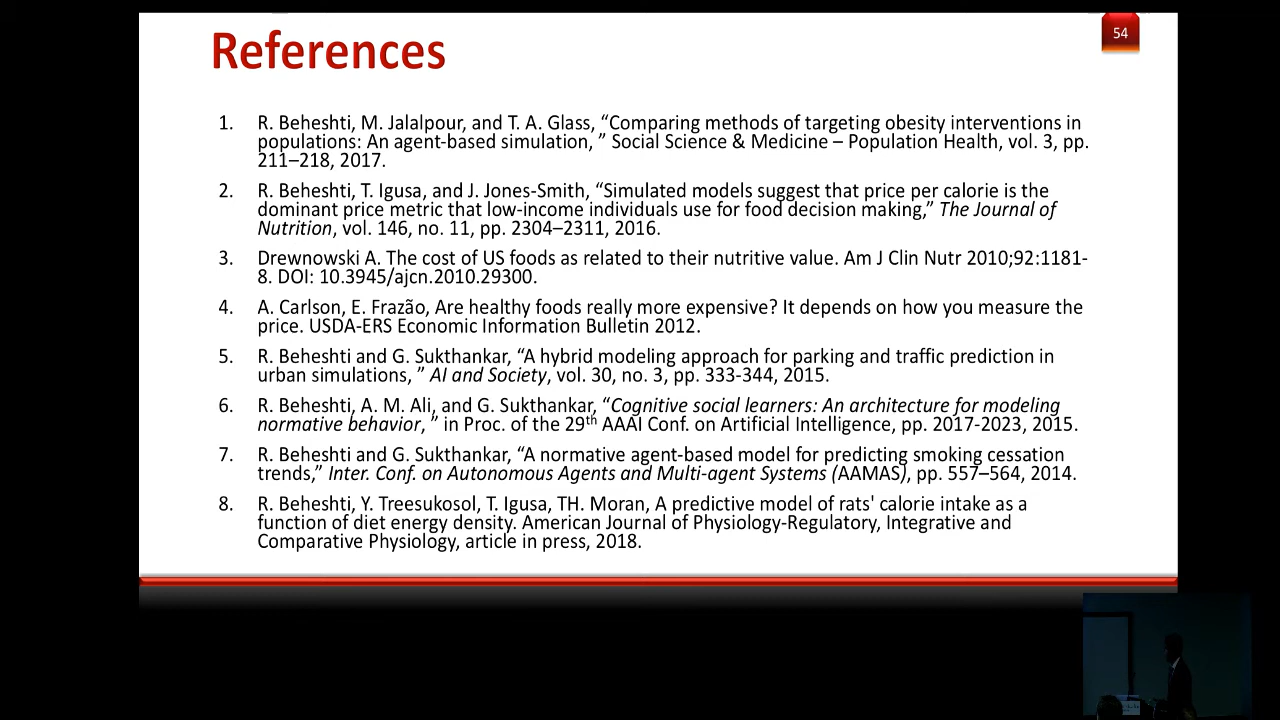 References
54
1. R. Beheshti, M. Jalalpour, and T. A. Glass, “Comparing methods of targeting obesity interventions in
populations: An agent-based simulation, ” Social Science & Medicine – Population Health, vol. 3, pp.
211–218, 2017.
2. R. Beheshti, T. Igusa, and J. Jones-Smith, “Simulated models suggest that price per calorie is the
dominant price metric that low-income individuals use for food decision making,” The Journal of
Nutrition, vol. 146, no. 11, pp. 2304–2311, 2016.
3. Drewnowski A. The cost of US foods as related to their nutritive value. Am J Clin Nutr 2010;92:1181-
8. DOI: 10.3945/ajcn.2010.29300.
4. A. Carlson, E. Frazão, Are healthy foods really more expensive? It depends on how you measure the
price. USDA-ERS Economic Information Bulletin 2012.
5. R. Beheshti and G. Sukthankar, “A hybrid modeling approach for parking and traffic prediction in
urban simulations, ” AI and Society, vol. 30, no. 3, pp. 333-344, 2015.
6. R. Beheshti, A. M. Ali, and G. Sukthankar, “Cognitive social learners: An architecture for modeling
normative behavior, ” in Proc. of the 29th AAAI Conf. on Artificial Intelligence, pp. 2017-2023, 2015.
7. R. Beheshti and G. Sukthankar, “A normative agent-based model for predicting smoking cessation
trends,” Inter. Conf. on Autonomous Agents and Multi-agent Systems (AAMAS), pp. 557–564, 2014.
8. R. Beheshti, Y. Treesukosol, T. Igusa, TH. Moran, A predictive model of rats' calorie intake as a
function of diet energy density. American Journal of Physiology-Regulatory, Integrative and
Comparative Physiology, article in press, 2018.